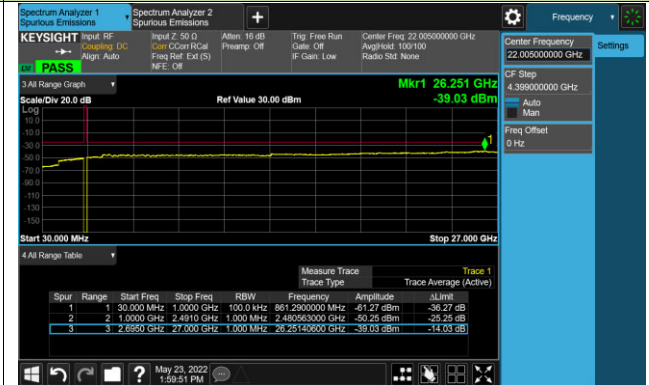 Spectrum Analyzer 1
Spurious Emissions
Spectrum Analyzer 2
Spurious Emissions
+
Frequency
KEYSIGHT
Input: RF
Coupling: DC
Align: Auto
Input Z: 50 Ω
Corr CCorr RCal
Freq Ref: Ext (S)
NFE: Off
Atten: 16 dB
Preamp: Off
Trig: Free Run
Gate: Off
IF Gain: Low
Center Freq: 22.005000000 GHz
Avg|Hold: 100/100
Radio Std: None
PASS
Center Frequency
22.005000000 GHz
Settings
CF Step
4.399000000 GHz
Auto
Man
Freq Offset
0 Hz
3 All Range Graph
Mkr1 26.251 GHz
Scale/Div 20.0 dB
Ref Value 30.00 dBm
-39.03 dBm
Log
10.0
-10.0
-30.0
-50.0
-70.0
-90.0
-110
-130
-150
1
Start 30.000 MHz
Stop 27.000 GHz
4 All Range Table
Measure Trace
Trace 1
Trace Type
Trace Average (Active)
Spur Range Start Freq Stop Freq RBW Frequency Amplitude ΔLimit
1 1 30.000 MHz 1.0000 GHz 100.0 kHz 861.2900000 MHz -61.27 dBm -36.27 dB
2 2 1.0000 GHz 2.4910 GHz 1.000 MHz 2.480563000 GHz -50.25 dBm -25.25 dB
3 3 2.6950 GHz 27.000 GHz 1.000 MHz 26.25140600 GHz -39.03 dBm -14.03 dB
?
May 23, 2022
1:59:51 PM